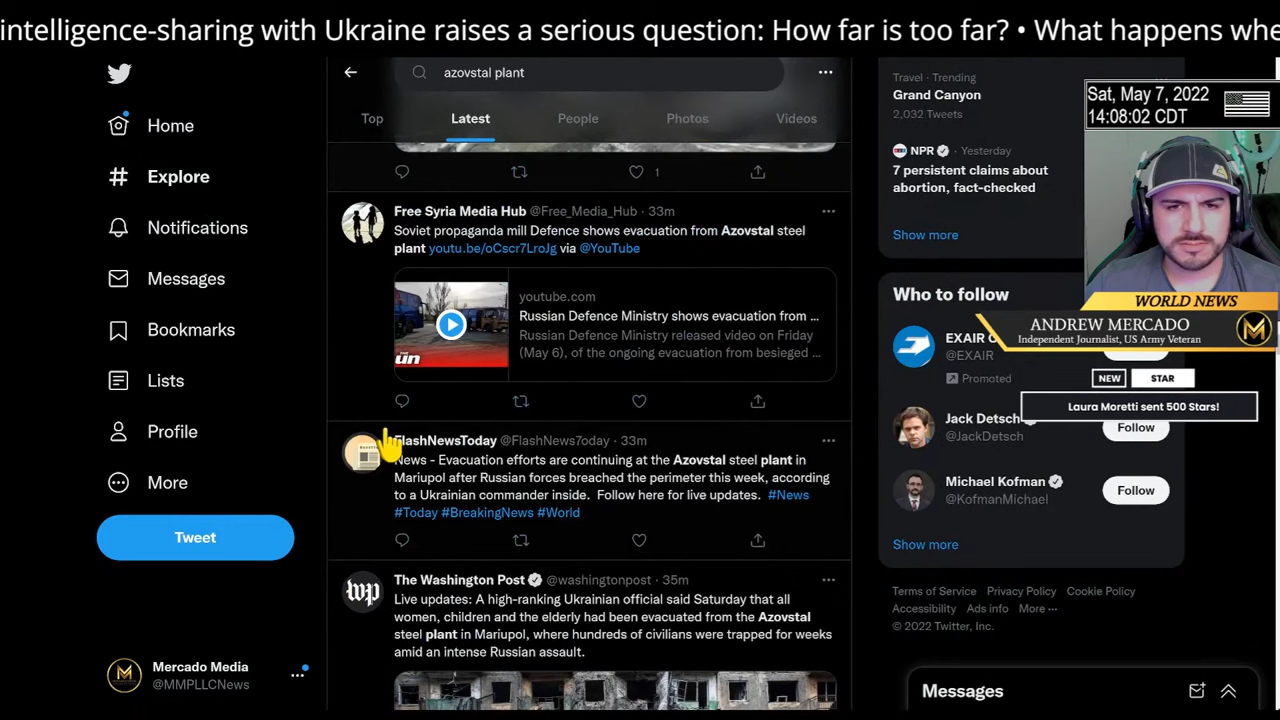 intelligence-sharing with Ukraine raises a serious question: How far is too far? • What happens whe
azovstal plant
Top
Latest
People
Photos
Videos
Home
Explore
Notifications
Messages
Bookmarks
Lists
Profile
More
Tweet
Mercado Media
@MMPLLCNews
1
Free Syria Media Hub @Free_Media_Hub · 33m
Soviet propaganda mill Defence shows evacuation from Azovstal steel
plant youtu.be/oCscr7LroJg via @YouTube
youtube.com
Russian Defence Ministry shows evacuation from ...
Russian Defence Ministry released video on Friday
(May 6), of the ongoing evacuation from besieged ...
THE
un
FlashNewsToday @FlashNews7oday · 33m
News - Evacuation efforts are continuing at the Azovstal steel plant in
Mariupol after Russian forces breached the perimeter this week, according
to a Ukrainian commander inside. Follow here for live updates. #News
#Today #BreakingNews #World
wp
The Washington Post @washingtonpost · 35m
Live updates: A high-ranking Ukrainian official said Saturday that all
women, children and the elderly had been evacuated from the Azovstal
steel plant in Mariupol, where hundreds of civilians were trapped for weeks
amid an intense Russian assault.
Travel · Trending
Grand Canyon
2,032 Tweets
NPR · Yesterday
7 persistent claims about
abortion, fact-checked
Show more
Sat, May 7, 2022
14:08:02 CDT
WORLD NEWS
ANDREW MERCADO
Independent Journalist, US Army Veteran
M
NEW
STAR
Laura Moretti sent 500 Stars!
Who to follow
EXAIR
@EXAIR
Promoted
Jack Detsch
@JackDetsch
Follow
Michael Kofman
@KofmanMichael
Follow
Show more
Terms of Service Privacy Policy Cookie Policy
Accessibility Ads info More ···
© 2022 Twitter, Inc.
Messages